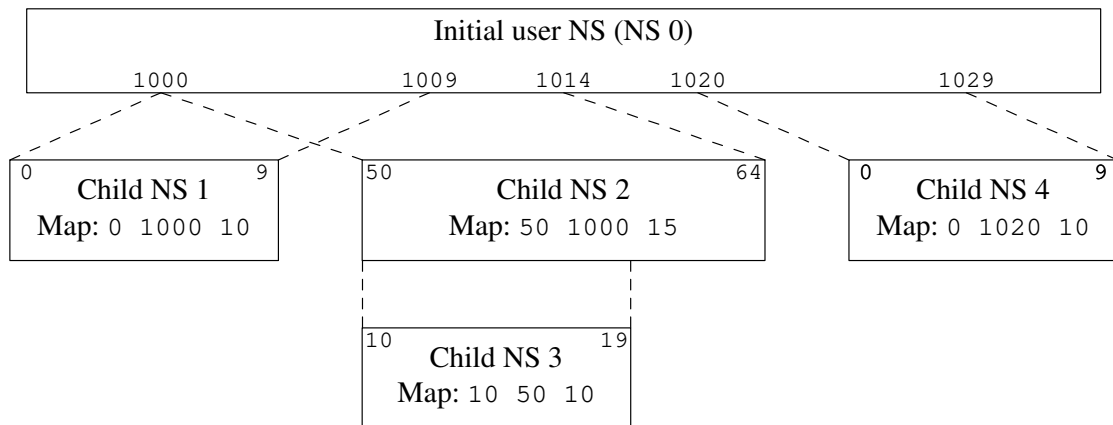 Initial user NS (NS 0)
1000 1009 1014 1020 1029
0 9 50 64 0 9
Child NS 1 Child NS 2 Child NS 4
Map: 0 1000 10 Map: 50 1000 15 Map: 0 1020 10
10 19
Child NS 3
Map: 10 50 10